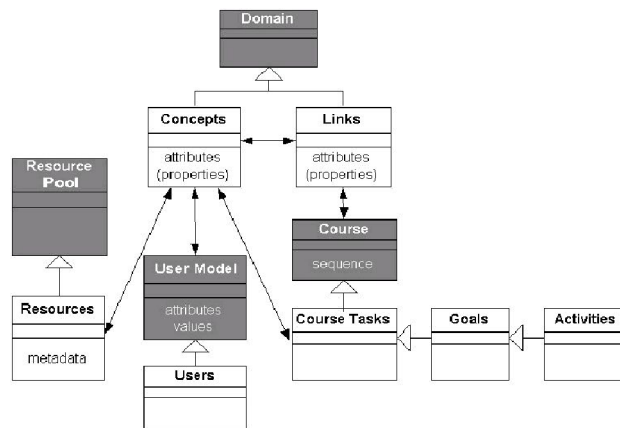 Domain
Concepts
Links
attributes
(properties)
attributes
(properties)
Resource
Pool
Course
sequence
User Model
attributes
values
Resources
metadata
Course Tasks
Goals
Activities
Users